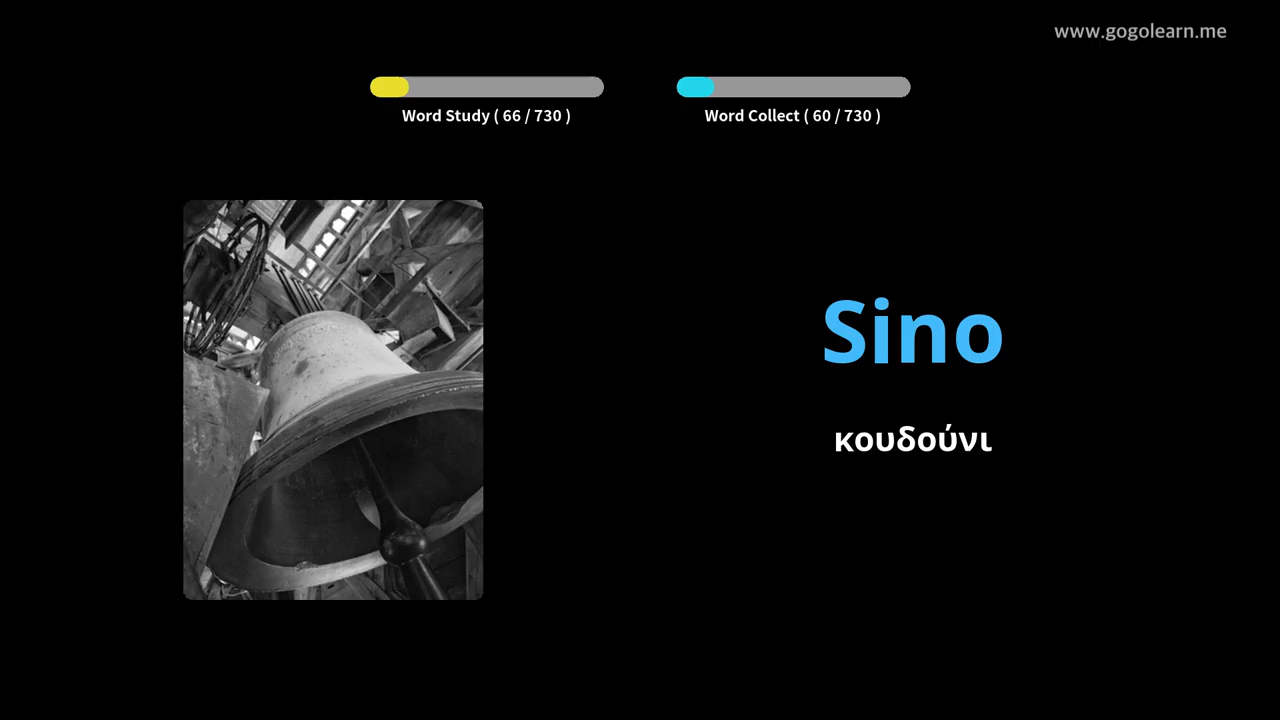 www.gogolearn.me
Word Study ( 66 / 730 )
Word Collect ( 60 / 730 )
Sino
κουδούνι